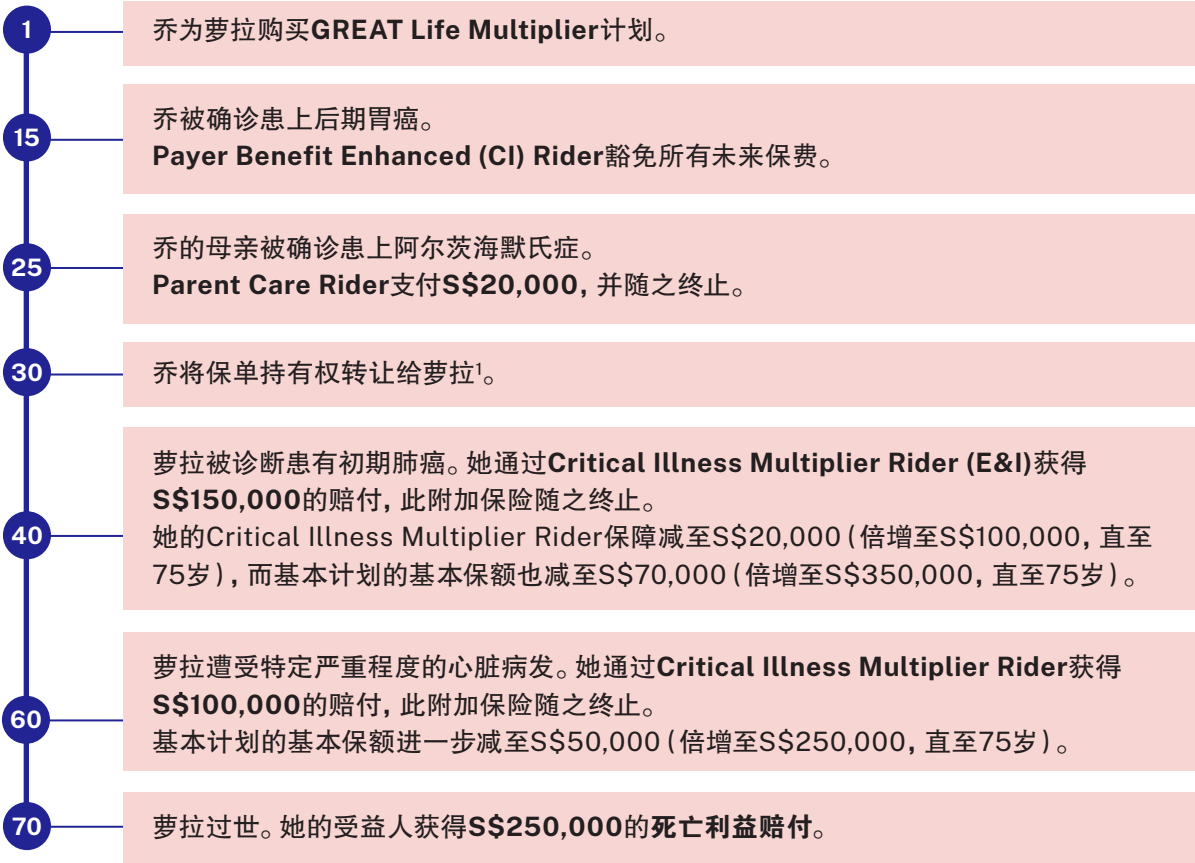 1
乔为萝拉购买GREAT Life Multiplier计划。
15
乔被确诊患上后期胃癌。
Payer Benefit Enhanced (CI) Rider豁免所有未来保费。
25
乔的母亲被确诊患上阿尔茨海默氏症。
Parent Care Rider支付S$20,000，并随之终止。
30
乔将保单持有权转让给萝拉¹。
40
萝拉被诊断患有初期肺癌。她通过Critical Illness Multiplier Rider (E&I)获得
S$150,000的赔付，此附加保险随之终止。
她的Critical Illness Multiplier Rider保障减至S$20,000（倍增至S$100,000，直至
75岁），而基本计划的基本保额也减至S$70,000（倍增至S$350,000，直至75岁）。
60
萝拉遭受特定严重程度的心脏病发。她通过Critical Illness Multiplier Rider获得
S$100,000的赔付，此附加保险随之终止。
基本计划的基本保额进一步减至S$50,000（倍增至S$250,000，直至75岁）。
70
萝拉过世。她的受益人获得S$250,000的死亡利益赔付。